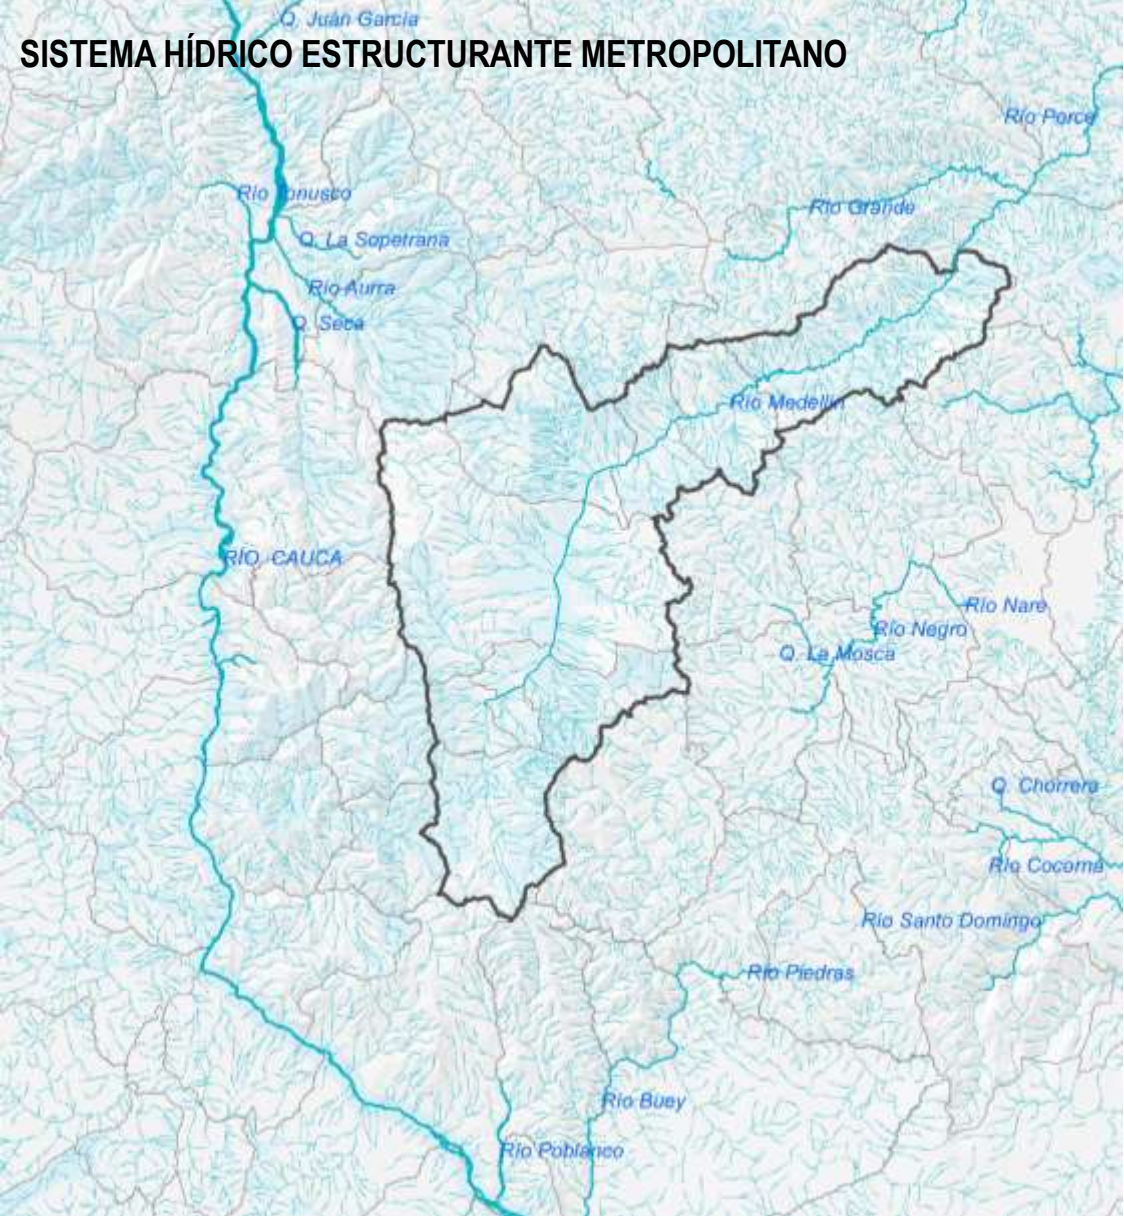 Q. Juán García
SISTEMA HÍDRICO ESTRUCTURANTE METROPOLITANO
Río Porce
Río Tonusco
Río Grande
Q. La Sopetrana
Río Aurra
Q. Seca
Río Medellín
RÍO CAUCA
Río Nare
Río Negro
Q. La Mosca
Q. Chorrera
Río Cocorná
Río Santo Domingo
Río Piedras
Río Buey
Río Poblanco